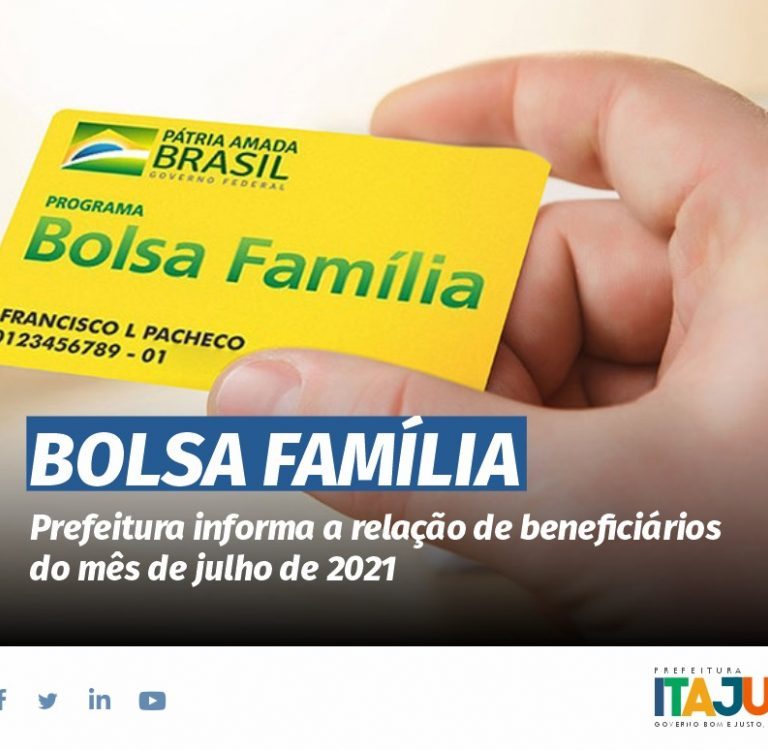 PÁTRIA AMADA
BRASIL
GOVERNO FEDERAL
PROGRAMA
Bolsa Família
FRANCISCO L PACHECO
0123456789 - 01
BOLSA FAMÍLIA
Prefeitura informa a relação de beneficiários
do mês de julho de 2021
f in
PREFEITURA
ITAJU
GOVERNO BOM E JUSTO,